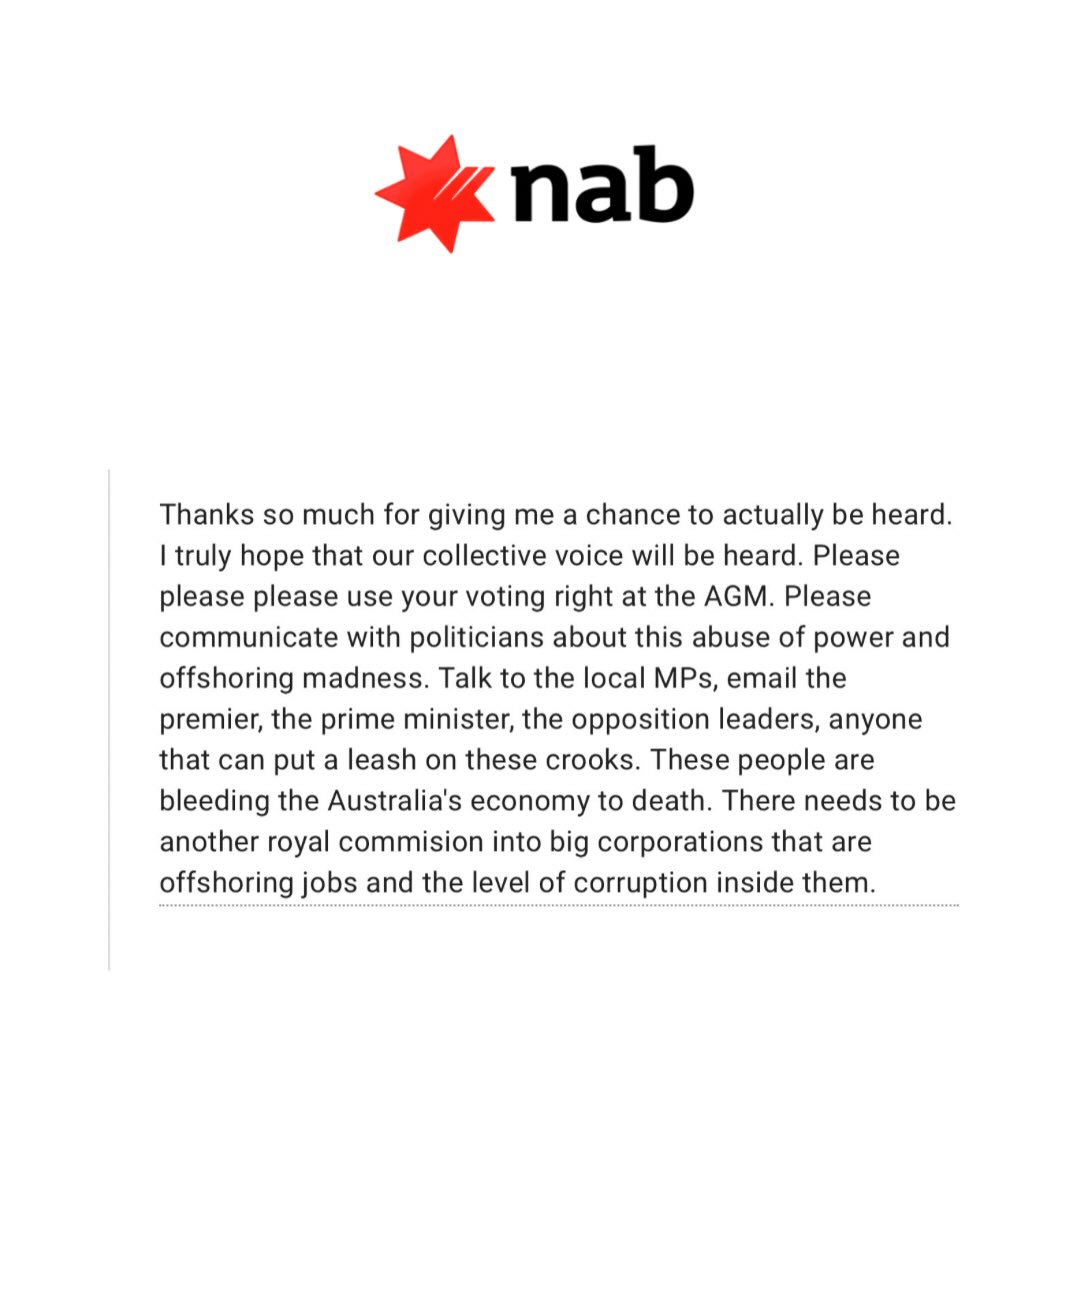 nab
Thanks so much for giving me a chance to actually be heard.
I truly hope that our collective voice will be heard. Please
please please use your voting right at the AGM. Please
communicate with politicians about this abuse of power and
offshoring madness. Talk to the local MPs, email the
premier, the prime minister, the opposition leaders, anyone
that can put a leash on these crooks. These people are
bleeding the Australia's economy to death. There needs to be
another royal commision into big corporations that are
offshoring jobs and the level of corruption inside them.